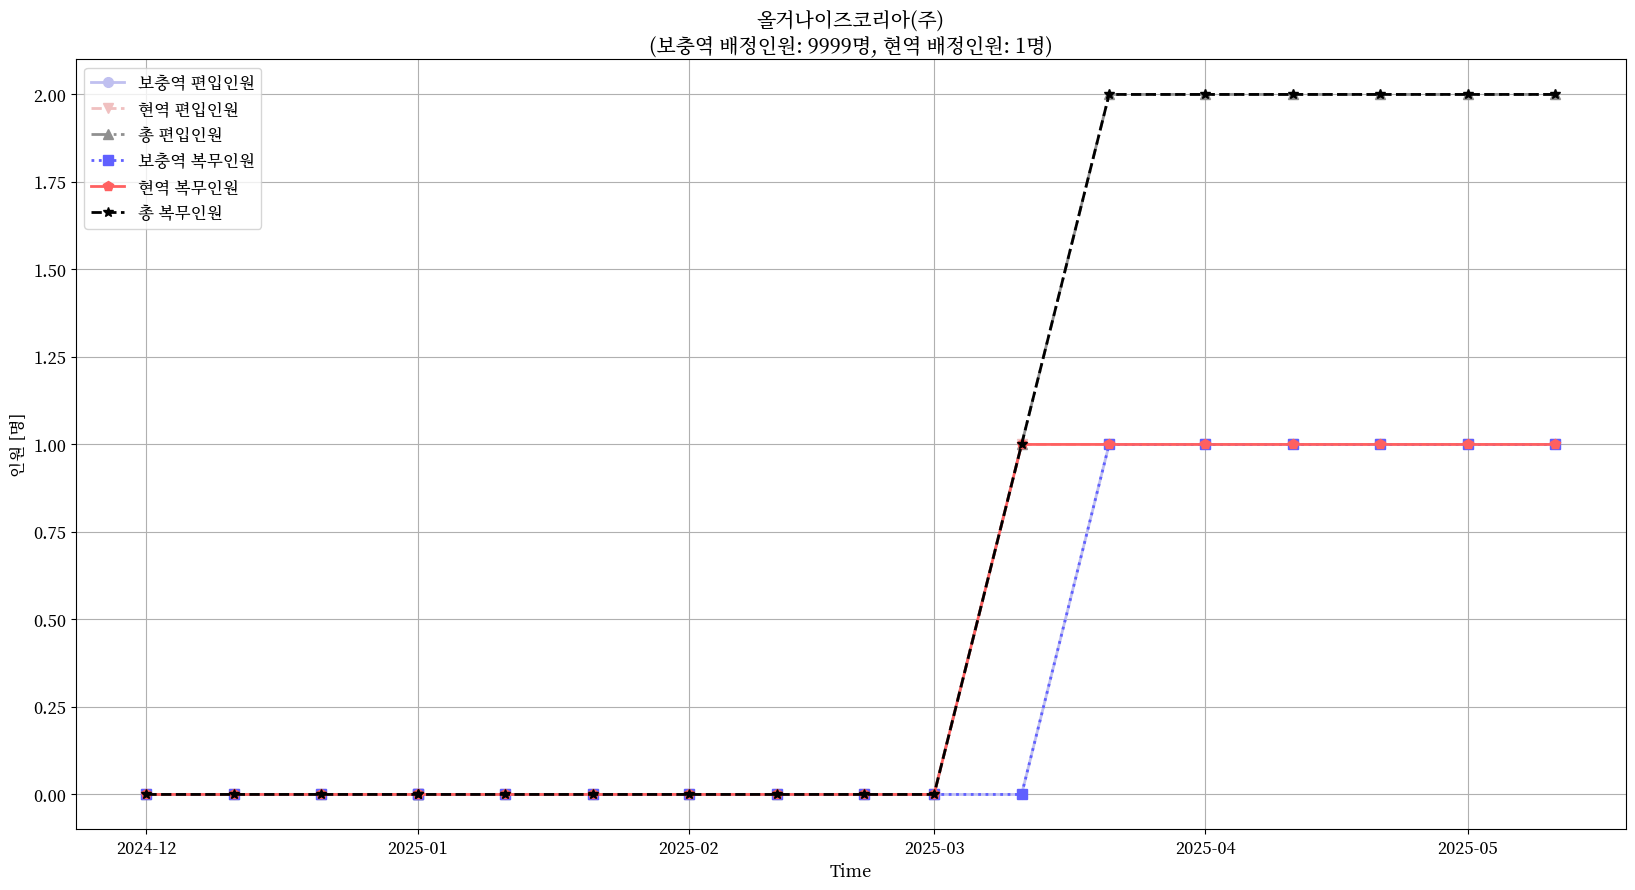 올거나이즈코리아(주)
(보충역 배정인원: 9999명, 현역 배정인원: 1명)
보충역 편입인원
현역 편입인원
총 편입인원
보충역 복무인원
현역 복무인원
총 복무인원
2.00
1.75
1.50
1.25
1.00
0.75
0.50
0.25
0.00
인원 [명]
2024-12
2025-01
2025-02
2025-03
2025-04
2025-05
Time